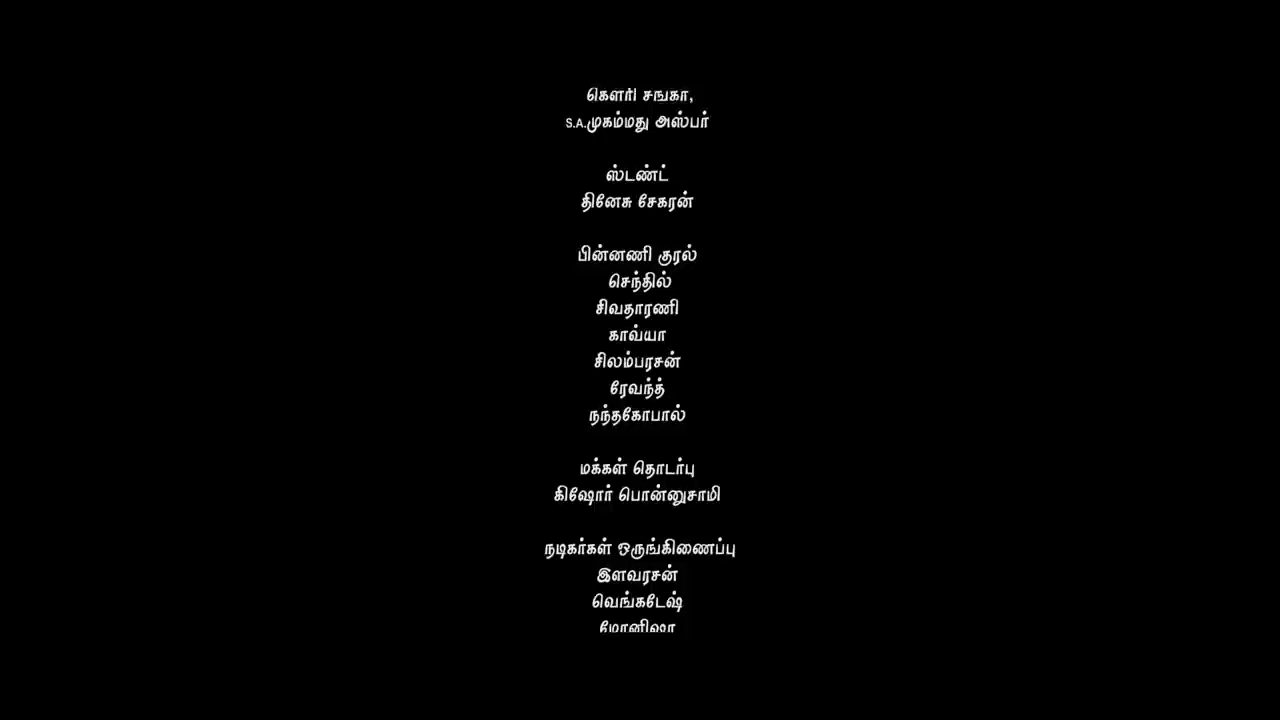 கௌரி சங்கா,
S.A.முகம்மது அஸ்பர்
ஸ்டண்ட்
தினேசு சேகரன்
பின்னணி குரல்
செந்தில்
சிவதாரணி
காவ்யா
சிலம்பரசன்
ரேவந்த்
நந்தகோபால்
மக்கள் தொடர்பு
கிஷோர் பொன்னுசாமி
நடிகர்கள் ஒருங்கிணைப்பு
இளவரசன்
வெங்கடேஷ்
மோனிஷா